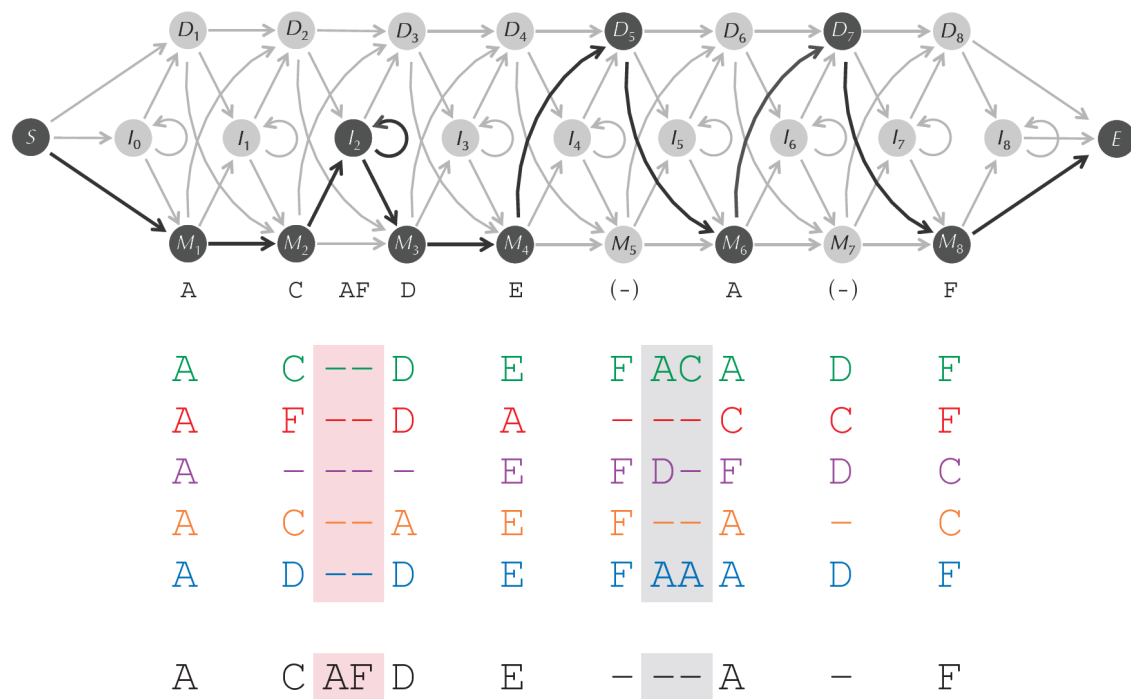 D1 D2 D3 D4 D5 D6 D7 D8
S I0 I1 I2 I3 I4 I5 I6 I7 I8 E
M1 M2 M3 M4 M5 M6 M7 M8
A C AF D E (-) A (-) F
A C -- D E F AC A D F
A F -- D A - -- C C F
A - -- - E F D- F D C
A C -- A E F -- A - C
A D -- D E F AA A D F
A C AF D E - -- A - F